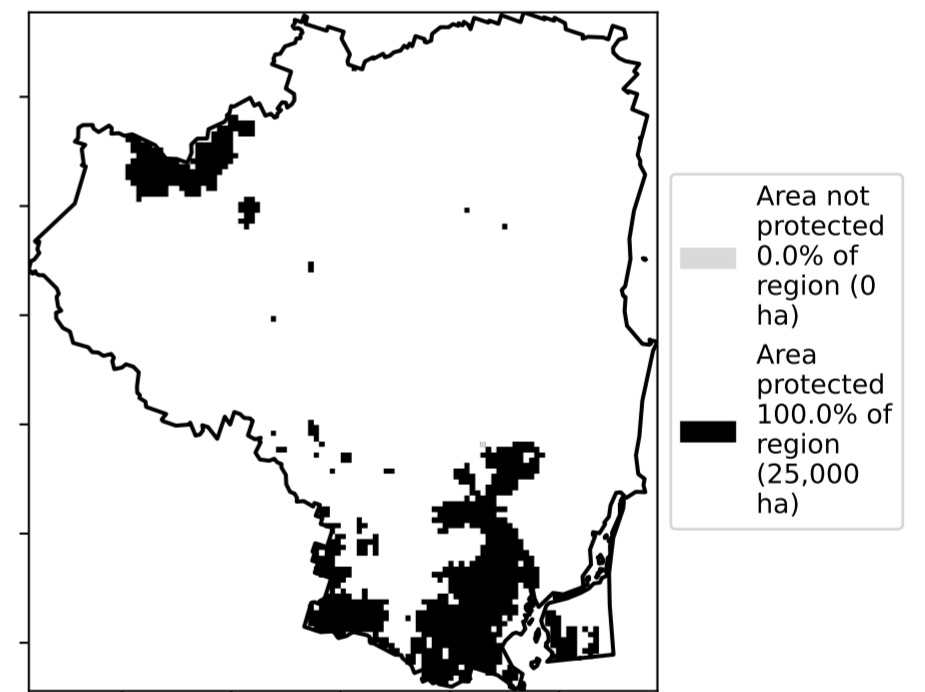 Area not
protected
0.0% of
region (0
ha)
Area
protected
100.0% of
region
(25,000
ha)